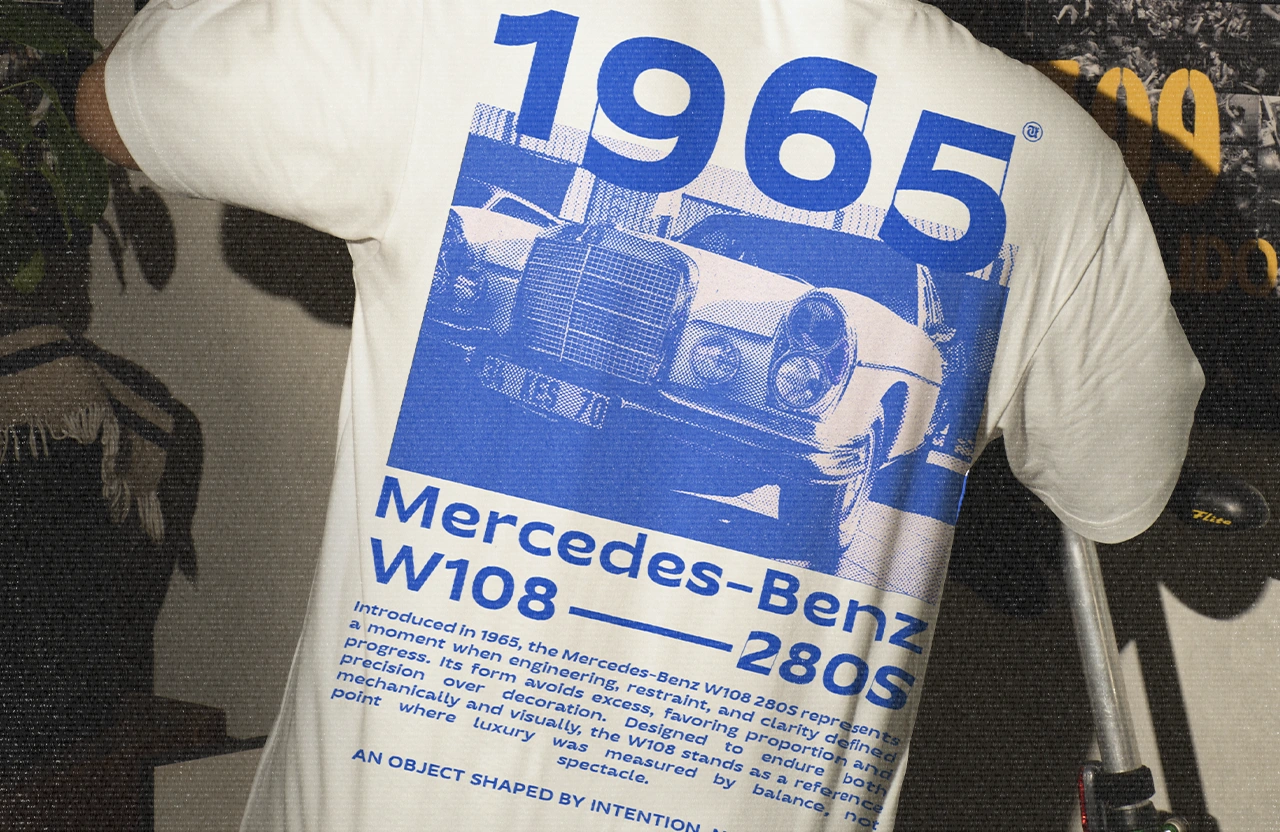 1965
Mercedes-Benz
W108 — 280S
Introduced in 1965, the Mercedes-Benz W108 280S represents
a moment when engineering, restraint, and clarity defined
progress. Its form avoids excess, favoring proportion and
precision over decoration. Designed to endure both
mechanically and visually, the W108 stands as a reference
point where luxury was measured by balance, not
spectacle.
AN OBJECT SHAPED BY INTENTION,
09
Flite